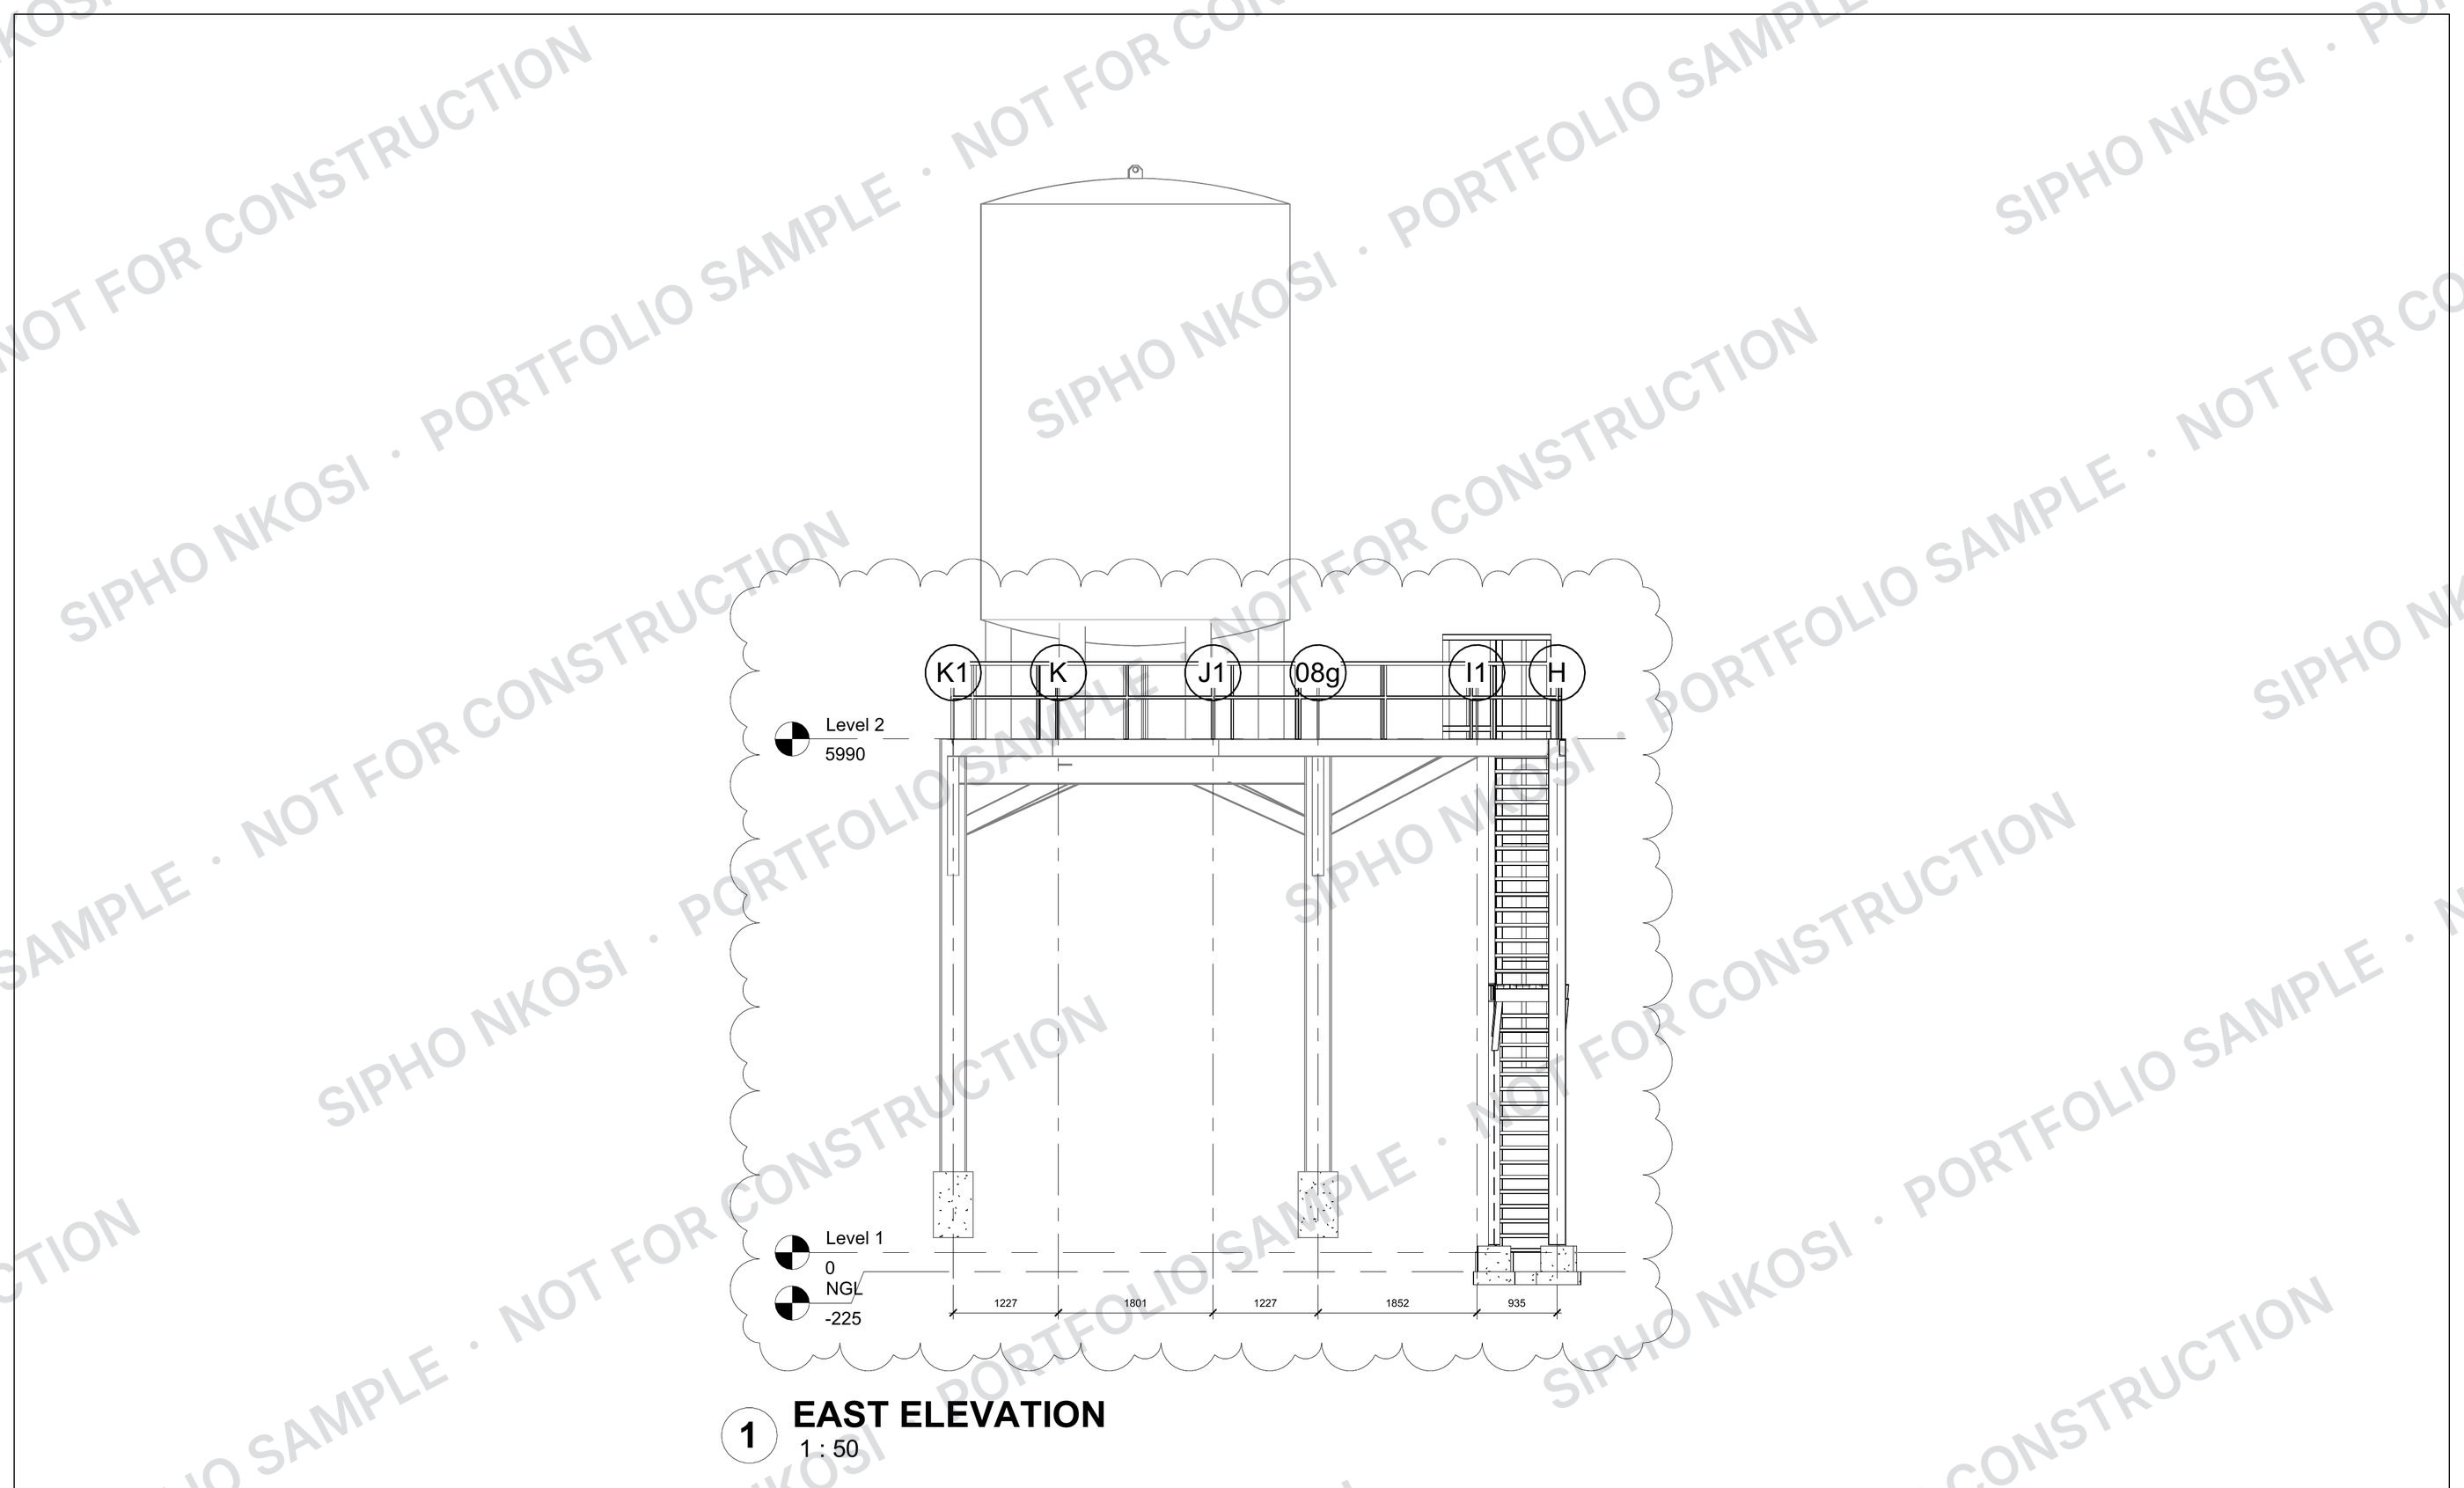 SIPHO NKOSI · PORTFOLIO SAMPLE · NOT FOR CONSTRUCTION
K1
K
J1
08g
I1
H
Level 2
5990
Level 1
0
NGL
-225
1227
1801
1227
1852
935
1
EAST ELEVATION
1 : 50